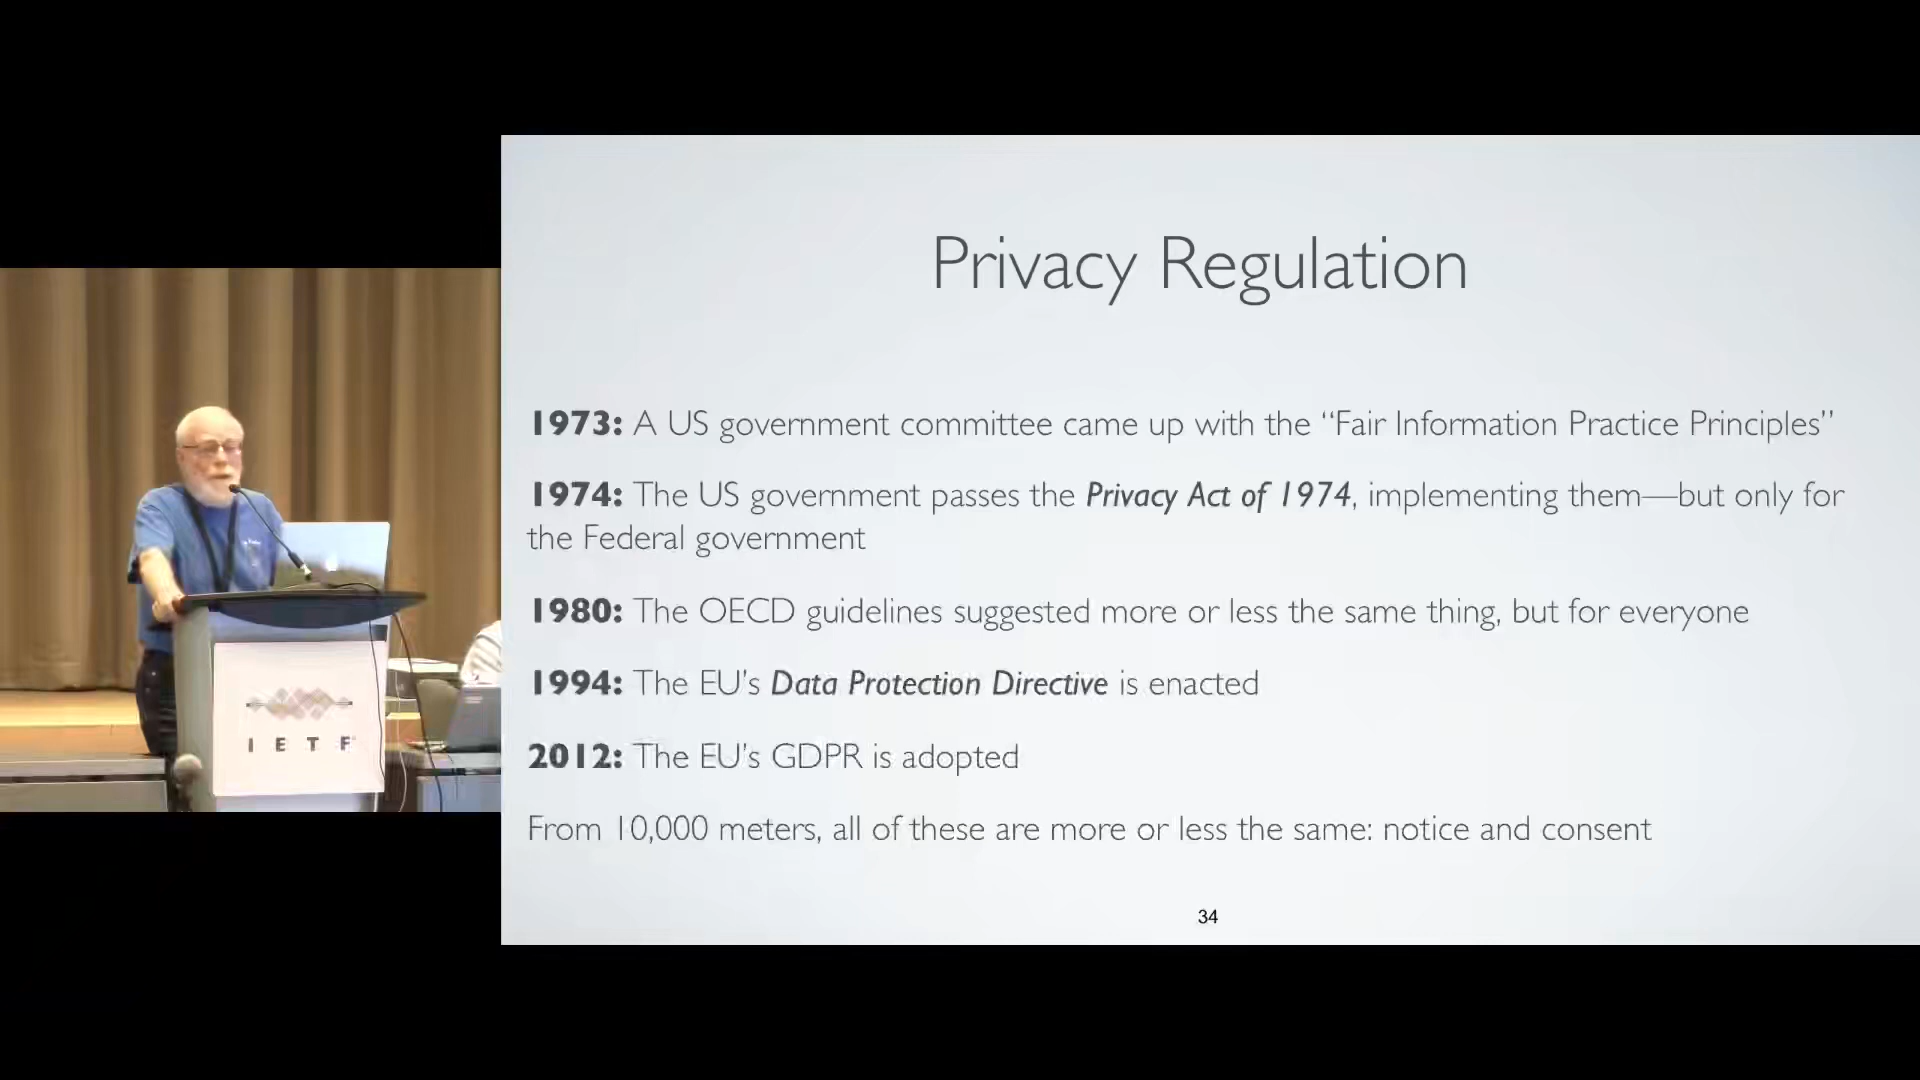 Privacy Regulation
1973: A US government committee came up with the “Fair Information Practice Principles”
1974: The US government passes the Privacy Act of 1974, implementing them—but only for
the Federal government
1980: The OECD guidelines suggested more or less the same thing, but for everyone
1994: The EU’s Data Protection Directive is enacted
2012: The EU’s GDPR is adopted
From 10,000 meters, all of these are more or less the same: notice and consent
34
I E T F